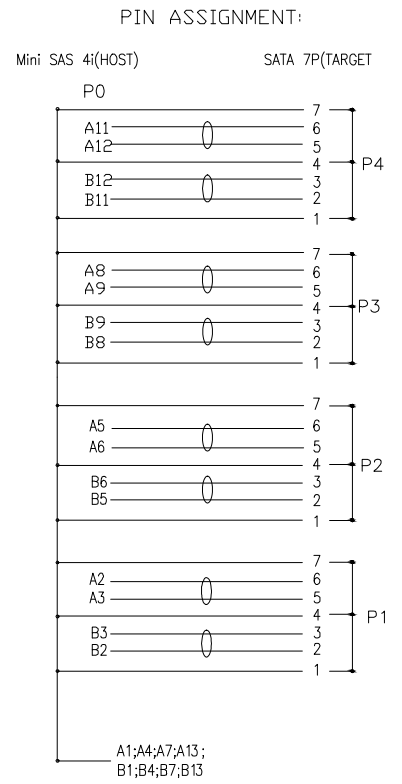 PIN ASSIGNMENT:
Mini SAS 4i(HOST) SATA 7P(TARGET
P0
7
A11 6
A12 5
4 P4
B12 3
B11 2
1
7
A8 6
A9 5
4 P3
B9 3
B8 2
1
7
A5 6
A6 5
4 P2
B6 3
B5 2
1
7
A2 6
A3 5
4 P1
B3 3
B2 2
1
A1;A4;A7;A13;
B1;B4;B7;B13